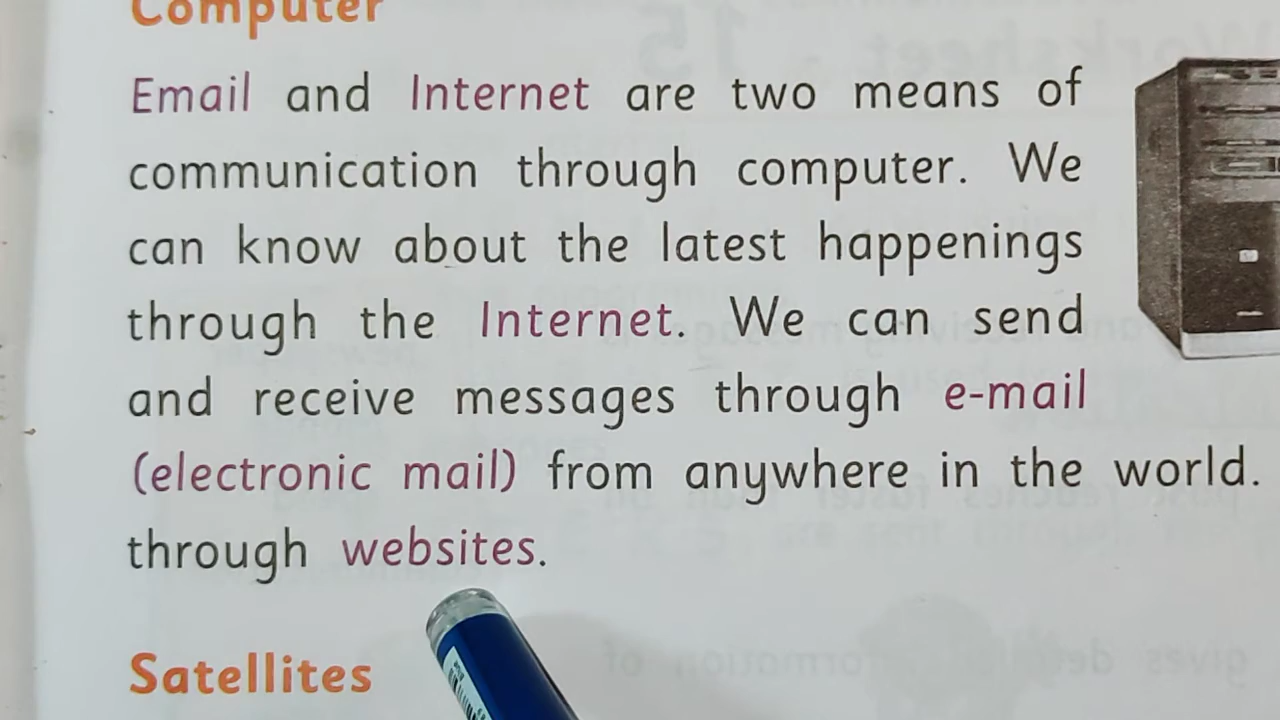 Computer
Email and Internet are two means of
communication through computer. We
can know about the latest happenings
through the Internet. We can send
and receive messages through e-mail
(electronic mail) from anywhere in the world.
through websites.
Satellites